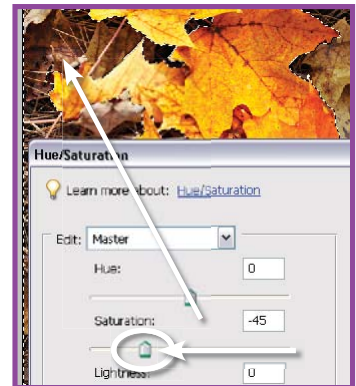 Hue/Saturation
Learn more about: Hue/Saturation
Edit: Master
Hue: 0
Saturation: -45
Lightness: 0